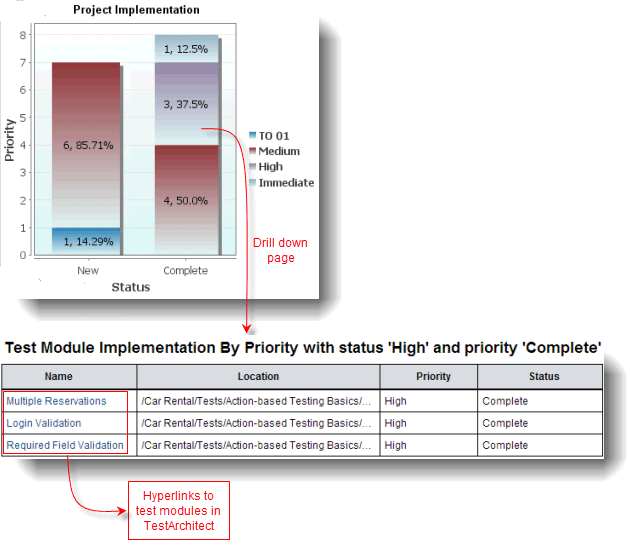 Project Implementation
8
7
6
5
4
3
2
1
0
Priority
1, 12.5%
3, 37.5%
6, 85.71%
4, 50.0%
1, 14.29%
New
Complete
Status
TO 01
Medium
High
Immediate
Drill down
page
Test Module Implementation By Priority with status 'High' and priority 'Complete'
Name Location Priority Status
Multiple Reservations /Car Rental/Tests/Action-based Testing Basics/... High Complete
Login Validation /Car Rental/Tests/Action-based Testing Basics/... High Complete
Required Field Validation /Car Rental/Tests/Action-based Testing Basics/... High Complete
Hyperlinks to
test modules in
TestArchitect